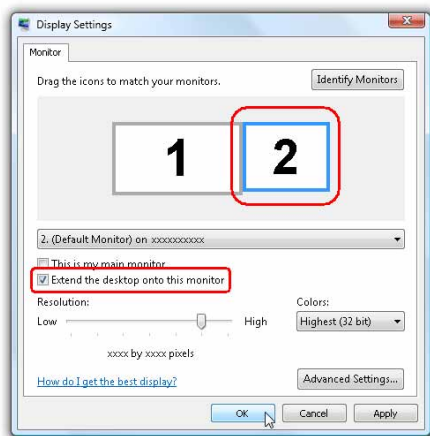 Display Settings
Monitor
Drag the icons to match your monitors.
Identify Monitors
1
2
2. (Default Monitor) on xxxxxxxxxx
This is my main monitor
Extend the desktop onto this monitor
Resolution:
Colors:
Low
High
Highest (32 bit)
xxxx by xxxx pixels
How do I get the best display?
Advanced Settings...
OK
Cancel
Apply